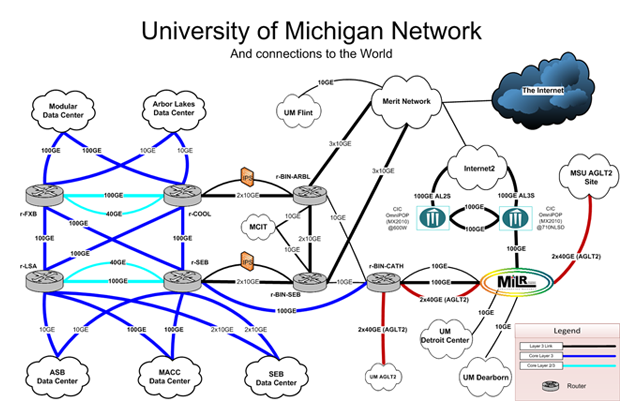 University of Michigan Network
And connections to the World
10GE
Modular
Data Center
Arbor Lakes
Data Center
UM Flint
Merit Network
The Internet
3x10GE
3x10GE
100GE
100GE
10GE
10GE
Internet2
MSU AGLT2
Site
IPS
r-BIN-ARBL
100GE
40GE
2x10GE
r-FXB
r-COOL
100GE AL2S
100GE AL3S
CIC
OmniPOP
(MX2010)
@600W
100GE
100GE
CIC
OmniPOP
(MX2010)
@710NLSD
MCIT
10GE
10GE
2x10GE
10GE
100GE
100GE
100GE
100GE
2x40GE (AGLT2)
r-LSA
40GE
100GE
r-SEB
IPS
2x10GE
r-BIN-SEB
10GE
r-BIN-CATH
10GE
100GE
2x40GE (AGLT2)
MiLR
100GE
10GE
10GE
10GE
100GE
100GE
2x10GE
2x10GE
2x40GE (AGLT2)
UM
Detroit Center
10GE
10GE
ASB
Data Center
MACC
Data Center
SEB
Data Center
UM AGLT2
UM Dearborn
Legend
Layer 3 Link
Core Layer 3
Core Layer 2/3
Router